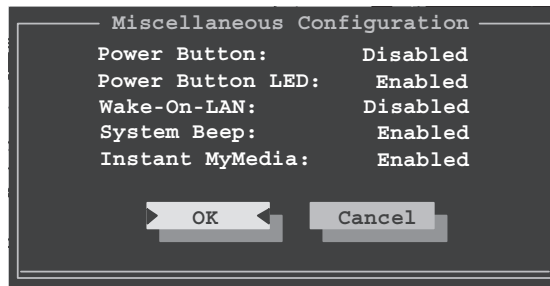 Miscellaneous Configuration
Power Button: Disabled
Power Button LED: Enabled
Wake-On-LAN: Disabled
System Beep: Enabled
Instant MyMedia: Enabled
OK Cancel